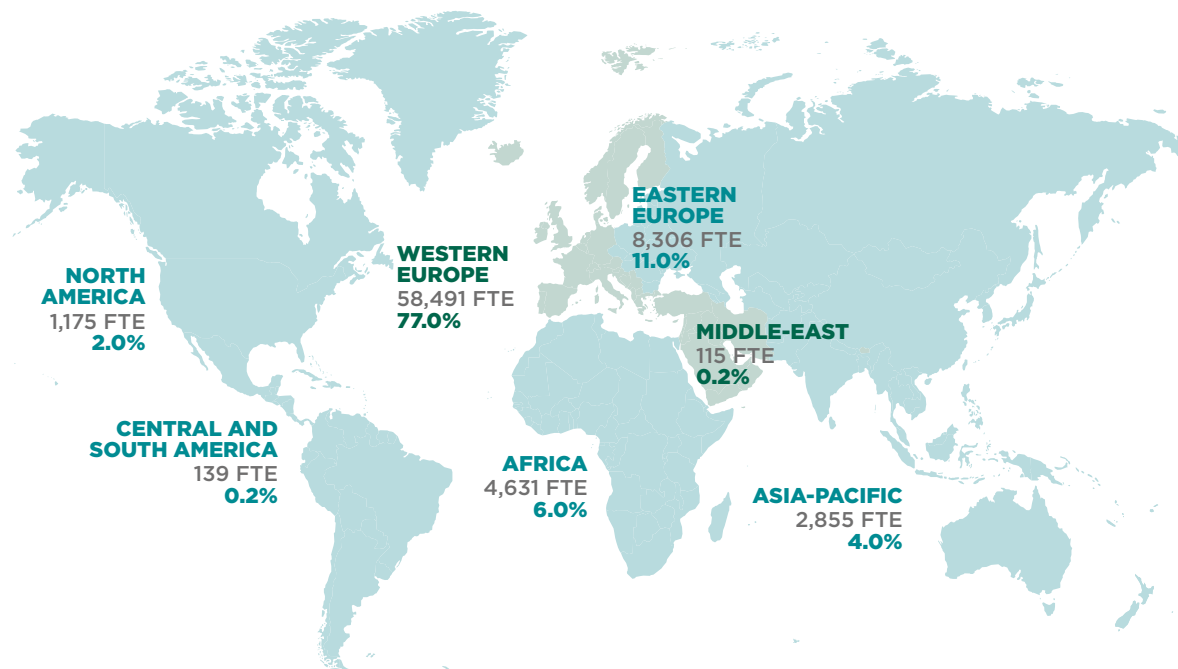 EASTERN
EUROPE
8,306 FTE
11.0%
WESTERN
EUROPE
58,491 FTE
77.0%
NORTH
AMERICA
1,175 FTE
2.0%
MIDDLE-EAST
115 FTE
0.2%
CENTRAL AND
SOUTH AMERICA
139 FTE
0.2%
AFRICA
4,631 FTE
6.0%
ASIA-PACIFIC
2,855 FTE
4.0%